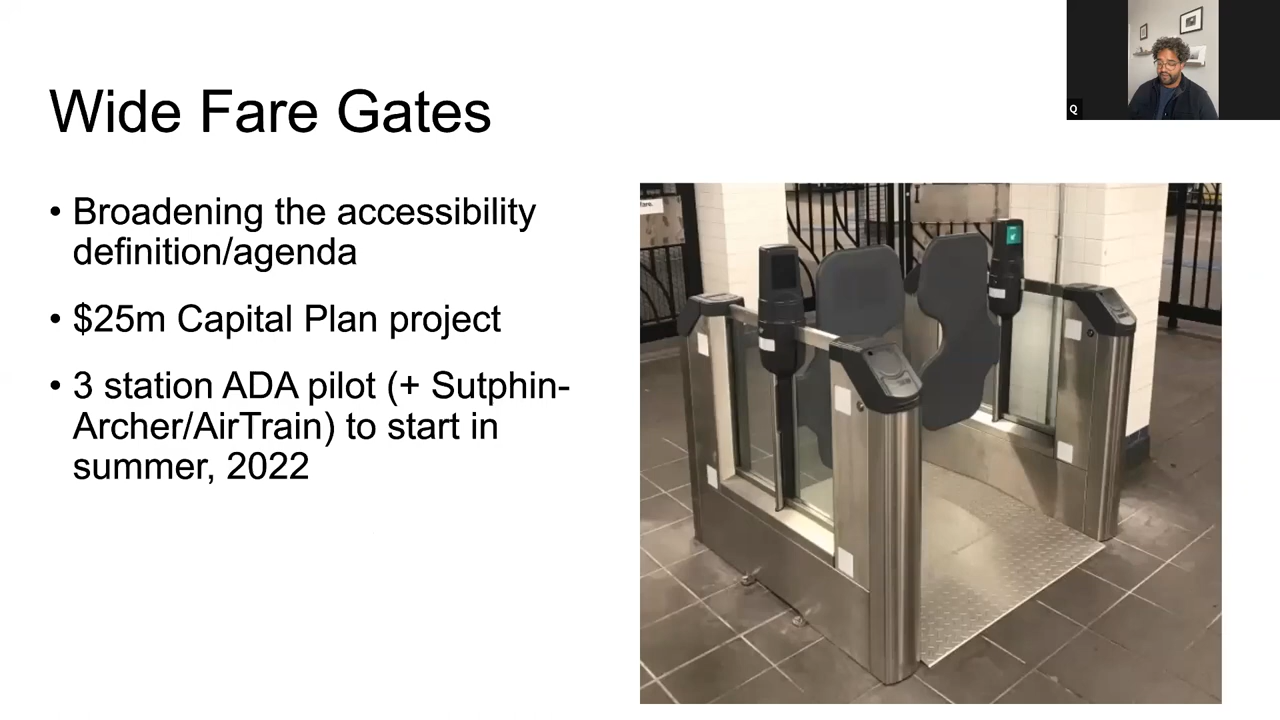 Wide Fare Gates
Q
• Broadening the accessibility
definition/agenda
• $25m Capital Plan project
• 3 station ADA pilot (+ Sutphin-
Archer/AirTrain) to start in
summer, 2022